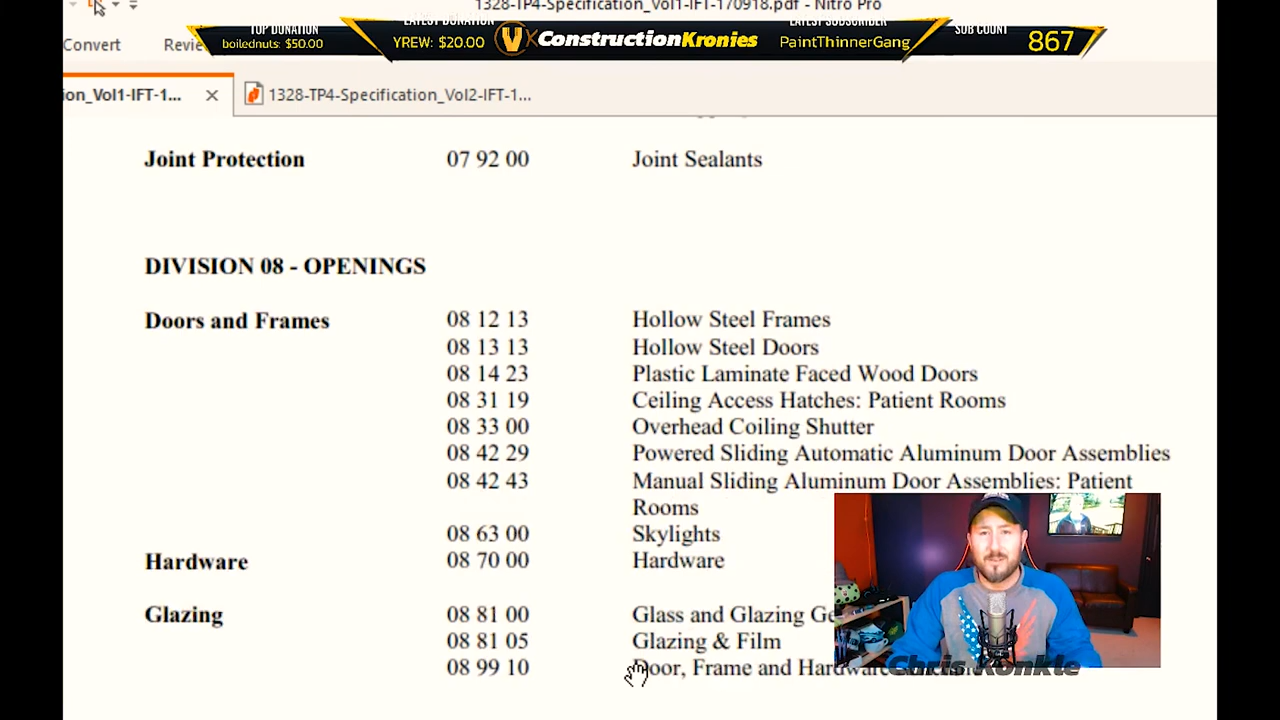 1328-TP4-Specification_Vol1-IFT-170918.pdf - Nitro Pro
TOP DONATION
boilednuts: $50.00
LATEST DONATION
YREW: $20.00
ConstructionKronies
LATEST SUBSCRIBER
PaintThinnerGang
SUB COUNT
867
Convert
ion_Vol1-IFT-1...
1328-TP4-Specification_Vol2-IFT-1...
Joint Protection 07 92 00 Joint Sealants
DIVISION 08 - OPENINGS
Doors and Frames 08 12 13 Hollow Steel Frames
08 13 13 Hollow Steel Doors
08 14 23 Plastic Laminate Faced Wood Doors
08 31 19 Ceiling Access Hatches: Patient Rooms
08 33 00 Overhead Coiling Shutter
08 42 29 Powered Sliding Automatic Aluminum Door Assemblies
08 42 43 Manual Sliding Aluminum Door Assemblies: Patient
Rooms
08 63 00 Skylights
Hardware 08 70 00 Hardware
Glazing 08 81 00 Glass and Glazing
08 81 05 Glazing & Film
08 99 10 Door, Frame and Hardware
Chris Konkle